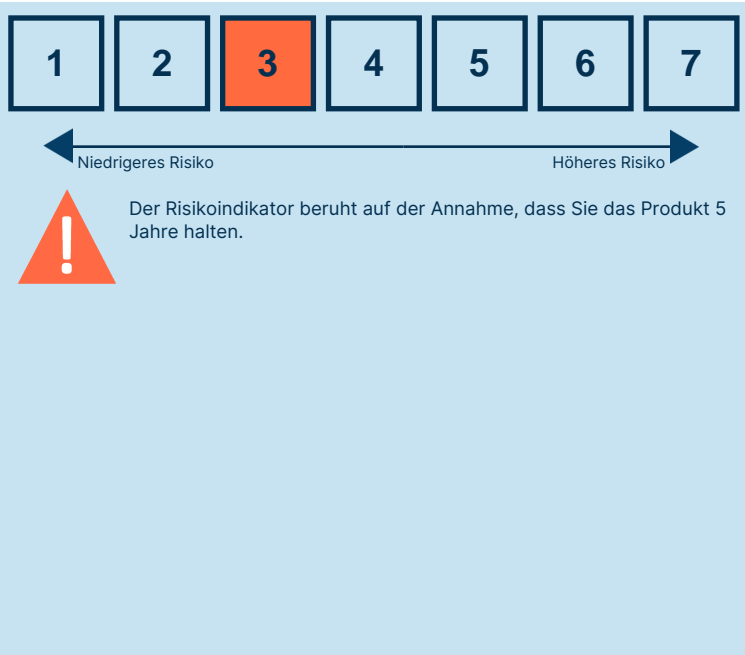 1 2 3 4 5 6 7
Niedrigeres Risiko Höheres Risiko
Der Risikoindikator beruht auf der Annahme, dass Sie das Produkt 5
Jahre halten.
!